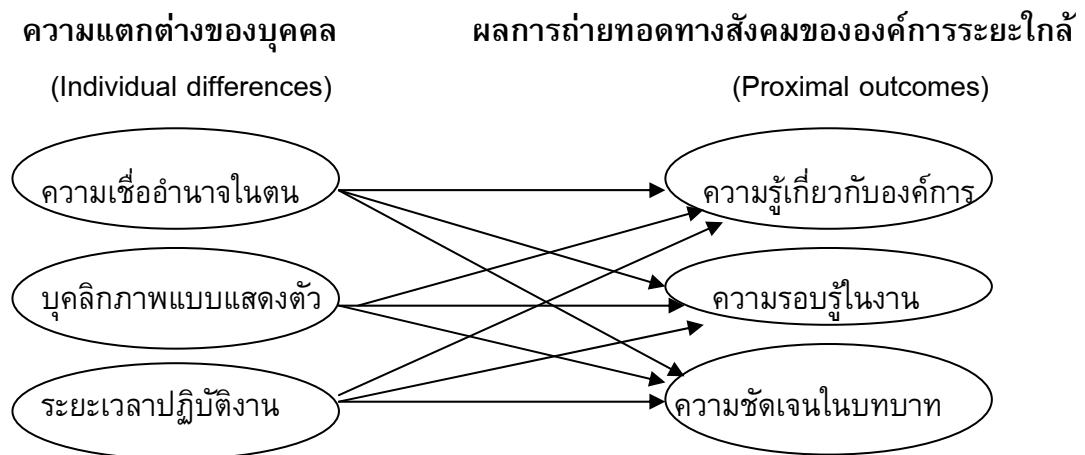 ความแตกต่างของบุคคล ผลการถ่ายทอดทางสังคมขององค์การระยะใกล้
(Individual differences) (Proximal outcomes)
ความเชื่ออำนาจในตน ความรู้เกี่ยวกับองค์การ
บุคลิกภาพแบบแสดงตัว ความรอบรู้ในงาน
ระยะเวลาปฏิบัติงาน ความชัดเจนในบทบาท